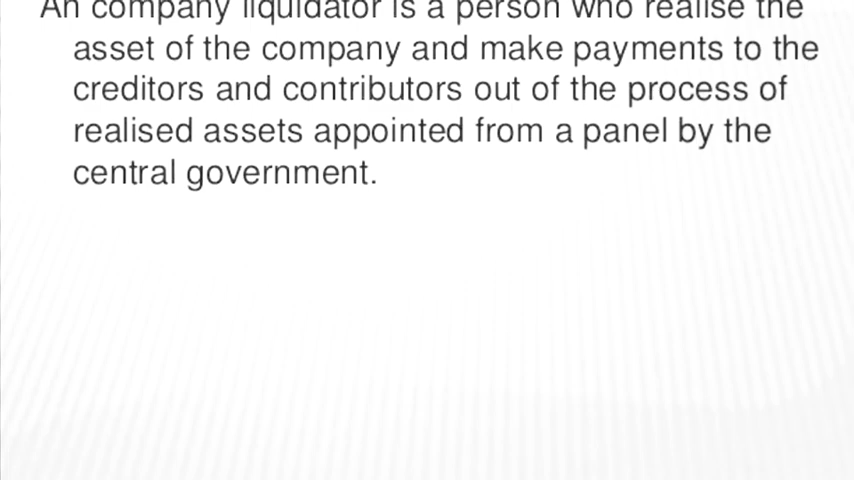 An company liquidator is a person who realise the
asset of the company and make payments to the
creditors and contributors out of the process of
realised assets appointed from a panel by the
central government.